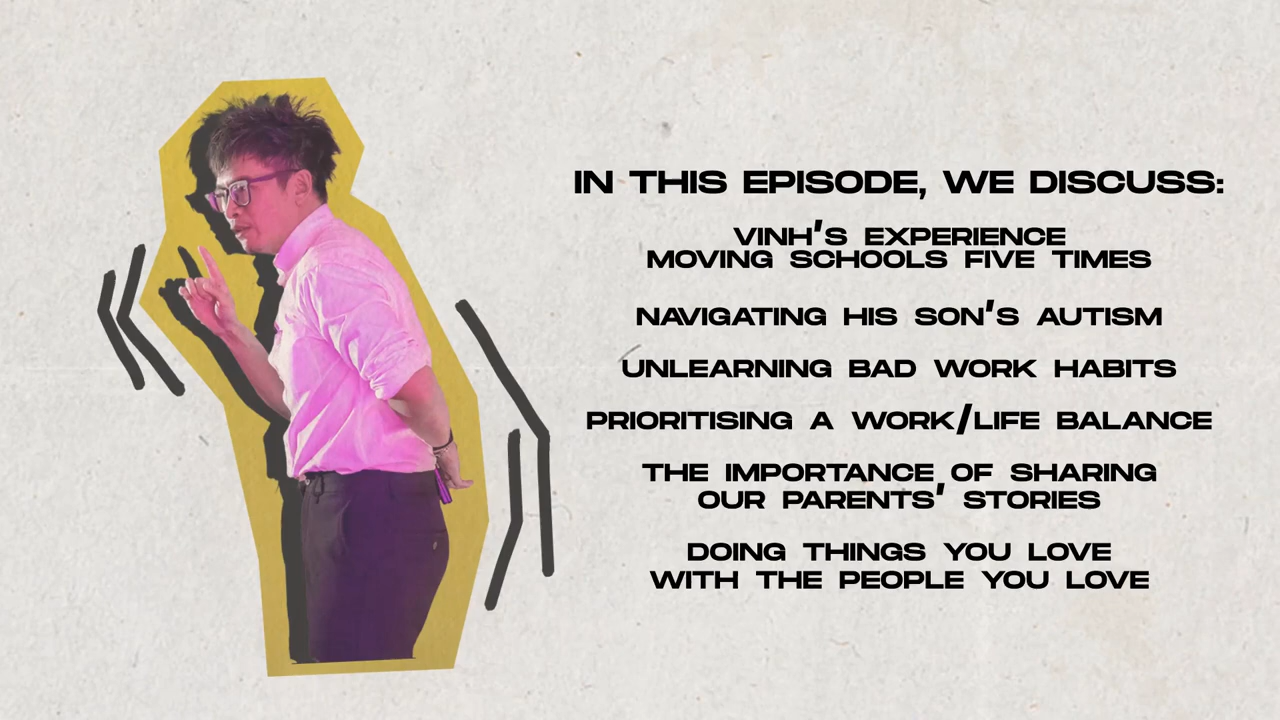 IN THIS EPISODE, WE DISCUSS:
VINH'S EXPERIENCE
MOVING SCHOOLS FIVE TIMES
NAVIGATING HIS SON'S AUTISM
UNLEARNING BAD WORK HABITS
PRIORITISING A WORK/LIFE BALANCE
THE IMPORTANCE OF SHARING
OUR PARENTS' STORIES
DOING THINGS YOU LOVE
WITH THE PEOPLE YOU LOVE